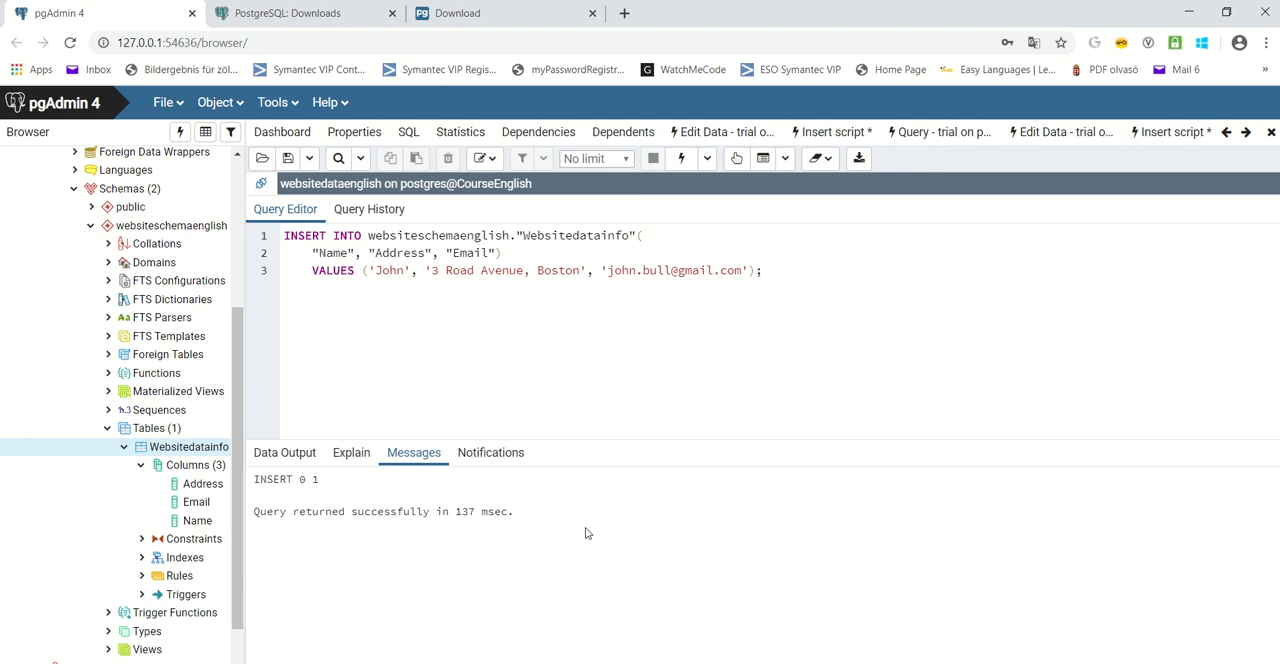 pgAdmin 4
PostgreSQL: Downloads
Download
127.0.0.1:54636/browser/
Apps
Inbox
Bildergebnis für zöl...
Symantec VIP Cont...
Symantec VIP Regis...
myPasswordRegistr...
WatchMeCode
ESO Symantec VIP
Home Page
Easy Languages | Le...
PDF olvasó
Mail 6
»
pgAdmin 4
File
Object
Tools
Help
Browser
Dashboard
Properties
SQL
Statistics
Dependencies
Dependents
Edit Data - trial o...
Insert script *
Query - trial on p...
Edit Data - trial o...
Insert script *
No limit
websitedataenglish on postgres@CourseEnglish
Query Editor
Query History
1 INSERT INTO websiteschemaenglish."Websitedatainfo"(
2 "Name", "Address", "Email")
3 VALUES ('John', '3 Road Avenue, Boston', 'john.bull@gmail.com');
Data Output
Explain
Messages
Notifications
INSERT 0 1
Query returned successfully in 137 msec.
Foreign Data Wrappers
Languages
Schemas (2)
public
websiteschemaenglish
Collations
Domains
FTS Configurations
FTS Dictionaries
Aa FTS Parsers
FTS Templates
Foreign Tables
Functions
Materialized Views
1..3 Sequences
Tables (1)
Websitedatainfo
Columns (3)
Address
Email
Name
Constraints
Indexes
Rules
Triggers
Trigger Functions
Types
Views